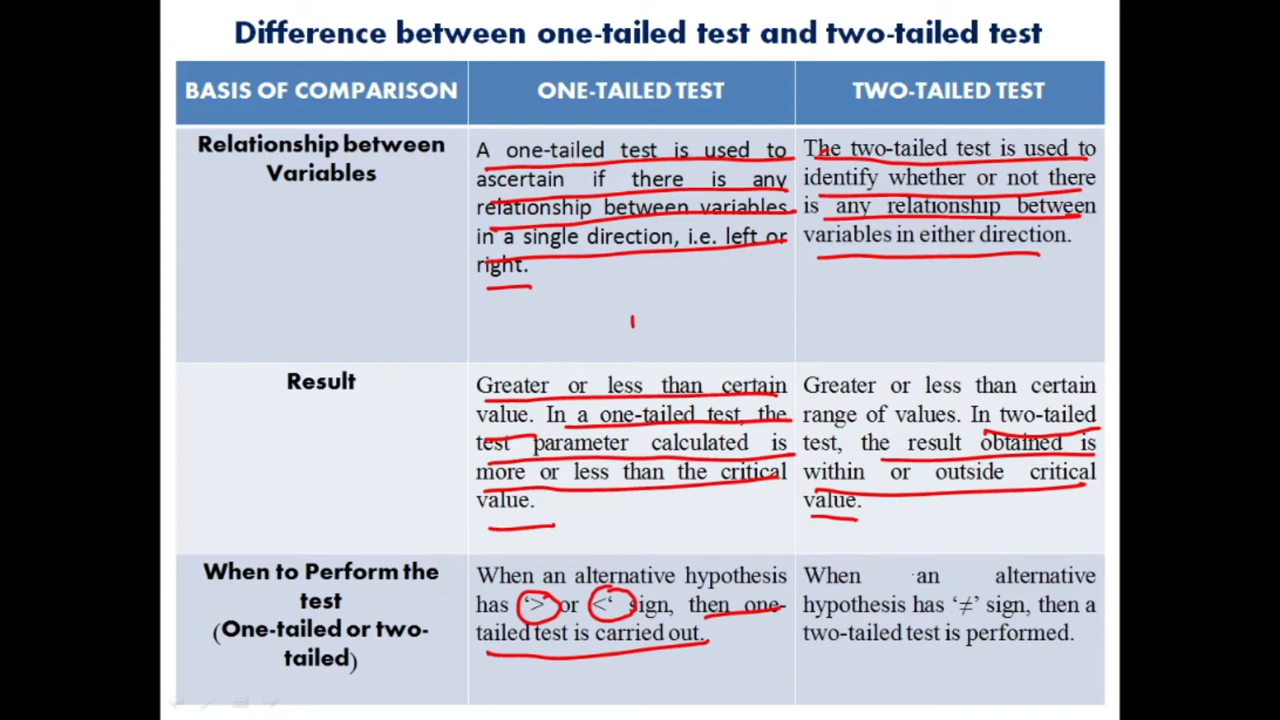 Difference between one-tailed test and two-tailed test
BASIS OF COMPARISON
ONE-TAILED TEST
TWO-TAILED TEST
Relationship between
Variables
A one-tailed test is used to
ascertain if there is any
relationship between variables
in a single direction, i.e. left or
right.
The two-tailed test is used to
identify whether or not there
is any relationship between
variables in either direction.
Result
Greater or less than certain
value. In a one-tailed test, the
test parameter calculated is
more or less than the critical
value.
Greater or less than certain
range of values. In two-tailed
test, the result obtained is
within or outside critical
value.
When to Perform the
test
(One-tailed or two-
tailed)
When an alternative hypothesis
has ‘>’ or <‘ sign, then one-
tailed test is carried out.
When an alternative
hypothesis has ‘≠’ sign, then a
two-tailed test is performed.